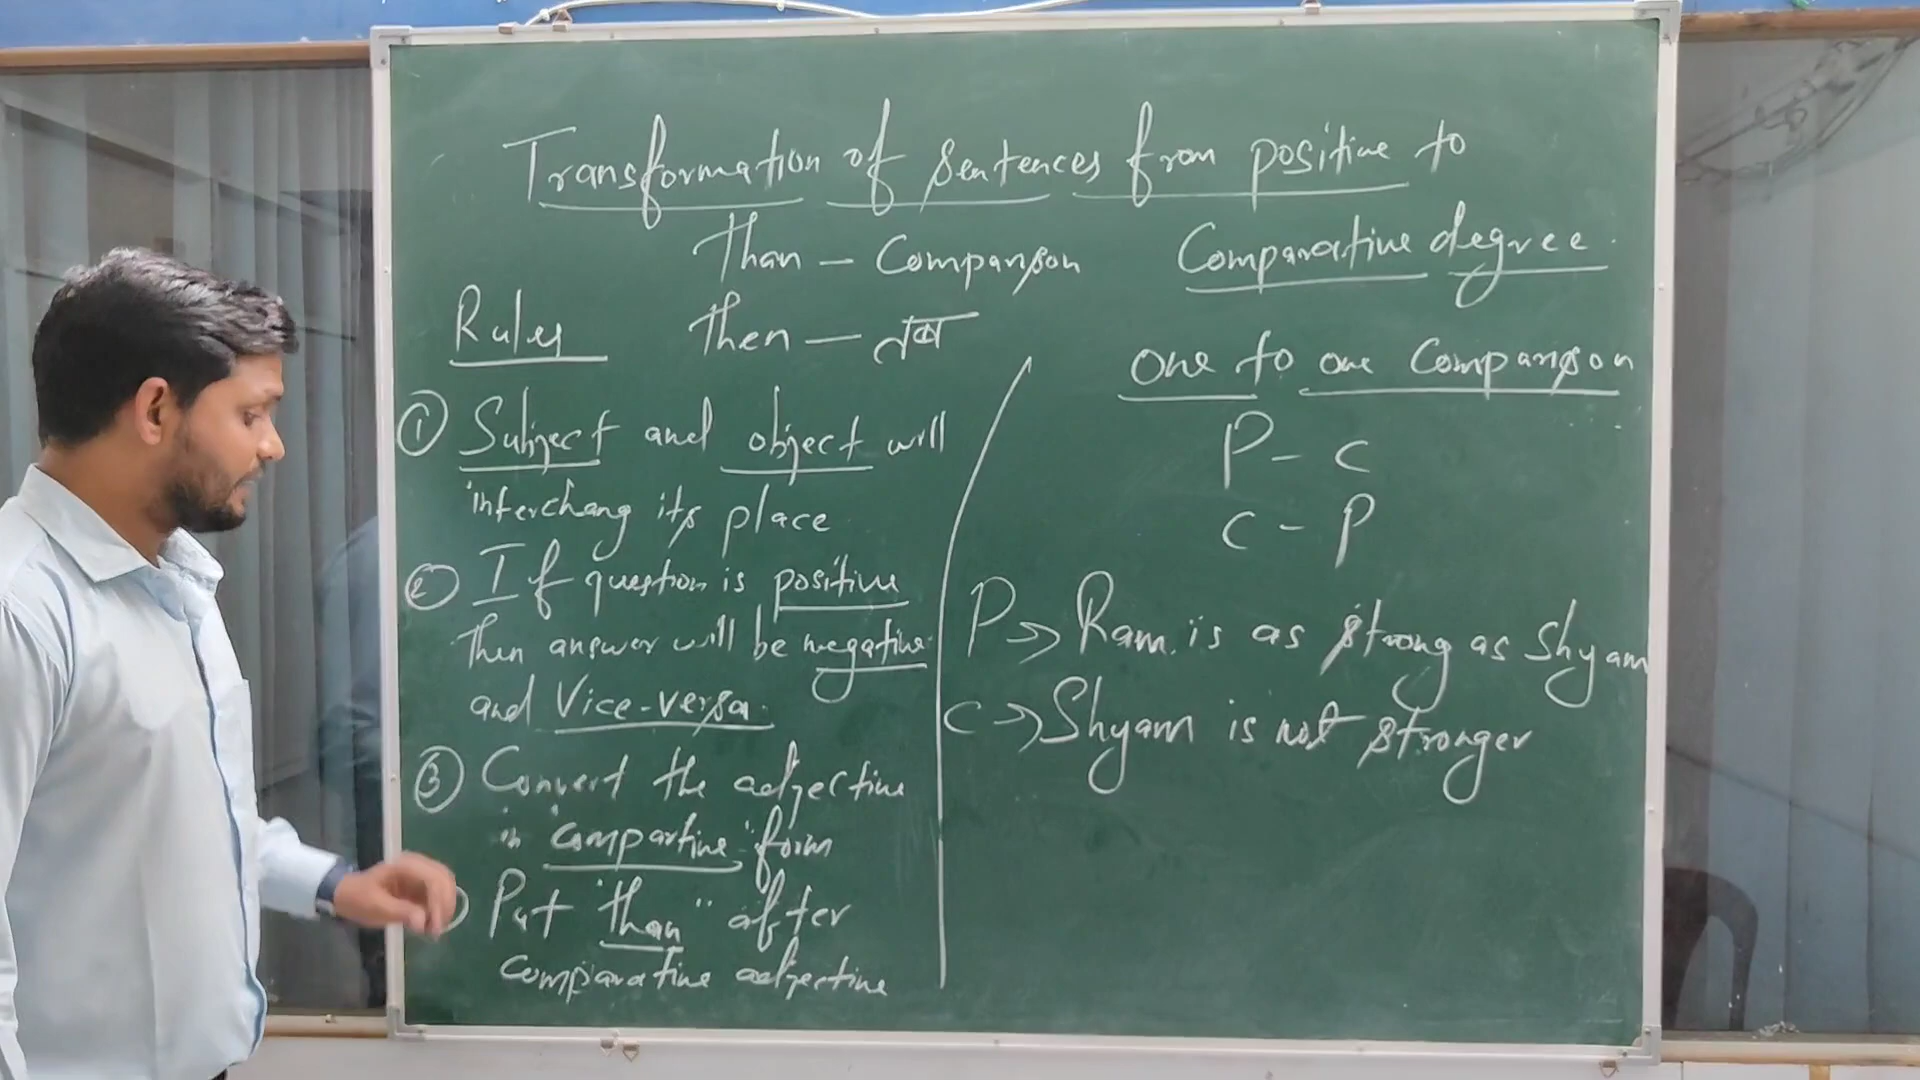 Transformation of sentences from positive to
Comparative degree.
Than - Comparison
Then -
Rules
① Subject and object will
interchang its place
② If question is positive
Then answer will be negative
and Vice-versa.
③ Convert the adjective
in "compartive" form
Put "than" after
comparative adjective
One to one Comparison
P - C
C - P
P → Ram is as strong as Shyam
C → Shyam is not stronger